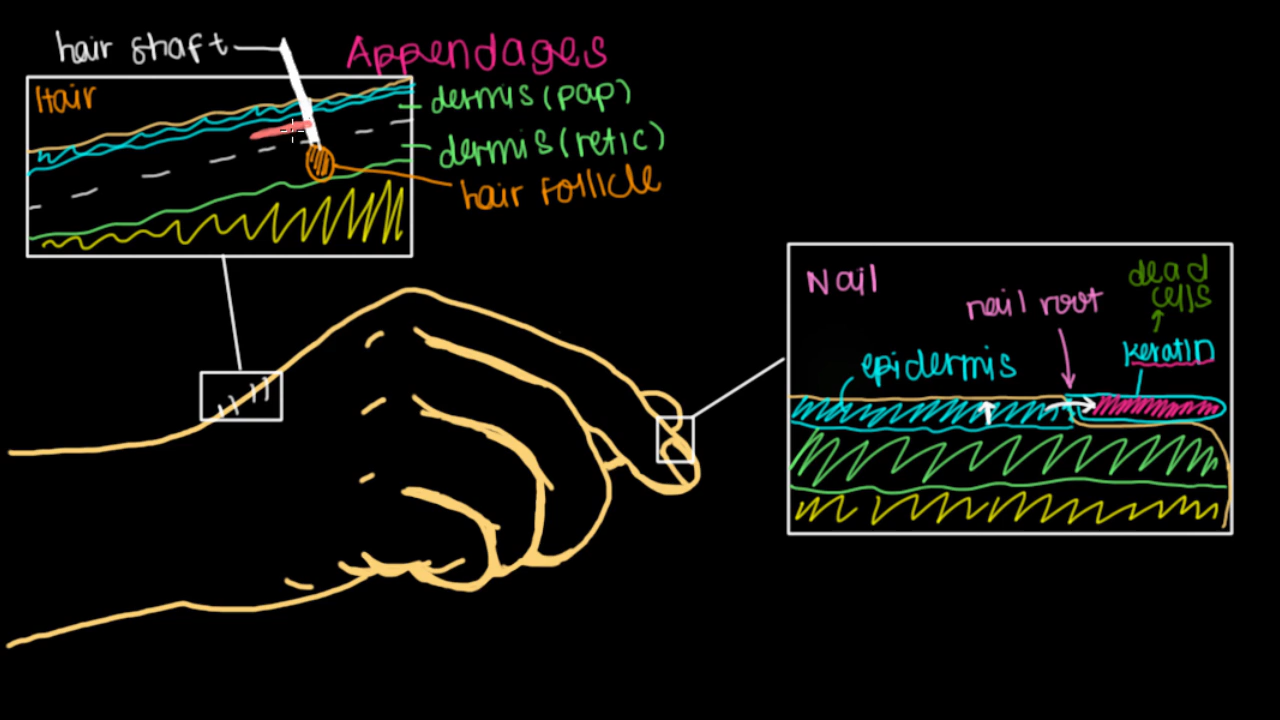 hair shaft
Appendages
Hair
dermis (pap)
dermis (retic)
hair follicle
Nail
dead
cells
nail root
keratin
epidermis